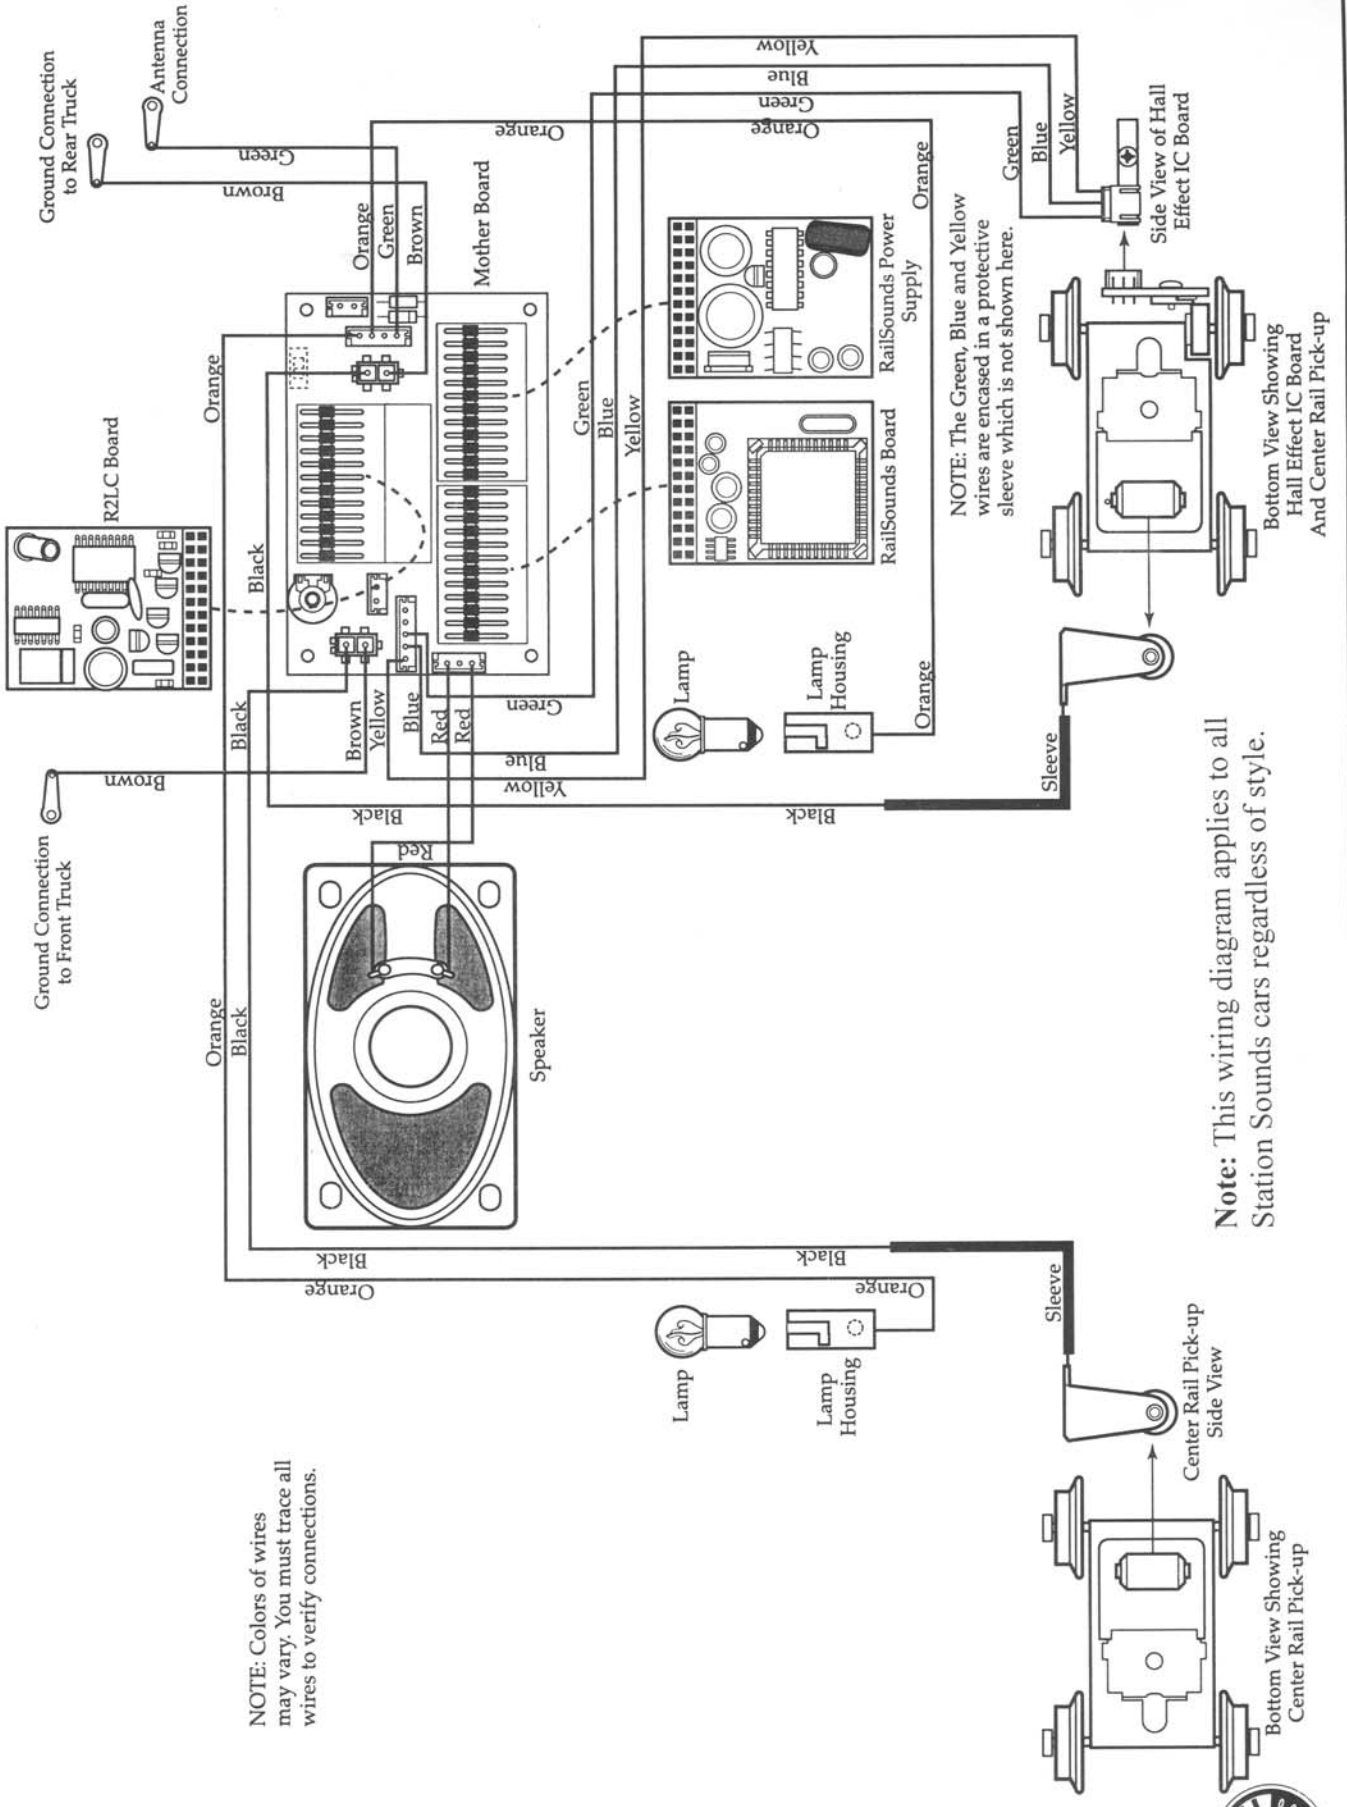 Ground Connection
to Rear Truck
Antenna
Connection
Green
Brown
Orange
Green
Brown
Mother Board
Orange
R2LC Board
Black
Ground Connection
to Front Truck
Brown
Black
Brown
Yellow
Blue
Red
Red
Green
Blue
Yellow
Black
Red
Orange
Black
Speaker
Yellow
Blue
Green
Orange
Orange
Green
Blue
Yellow
RailSounds Power
Supply
RailSounds Board
Orange
NOTE: The Green, Blue and Yellow
wires are encased in a protective
sleeve which is not shown here.
Green
Blue
Yellow
Side View of Hall
Effect IC Board
Bottom View Showing
Hall Effect IC Board
And Center Rail Pick-up
Lamp
Lamp
Housing
Orange
Black
Sleeve
Note: This wiring diagram applies to all
Station Sounds cars regardless of style.
Black
Orange
Black
Orange
Lamp
Lamp
Housing
Sleeve
Center Rail Pick-up
Side View
Bottom View Showing
Center Rail Pick-up
NOTE: Colors of wires
may vary. You must trace all
wires to verify connections.